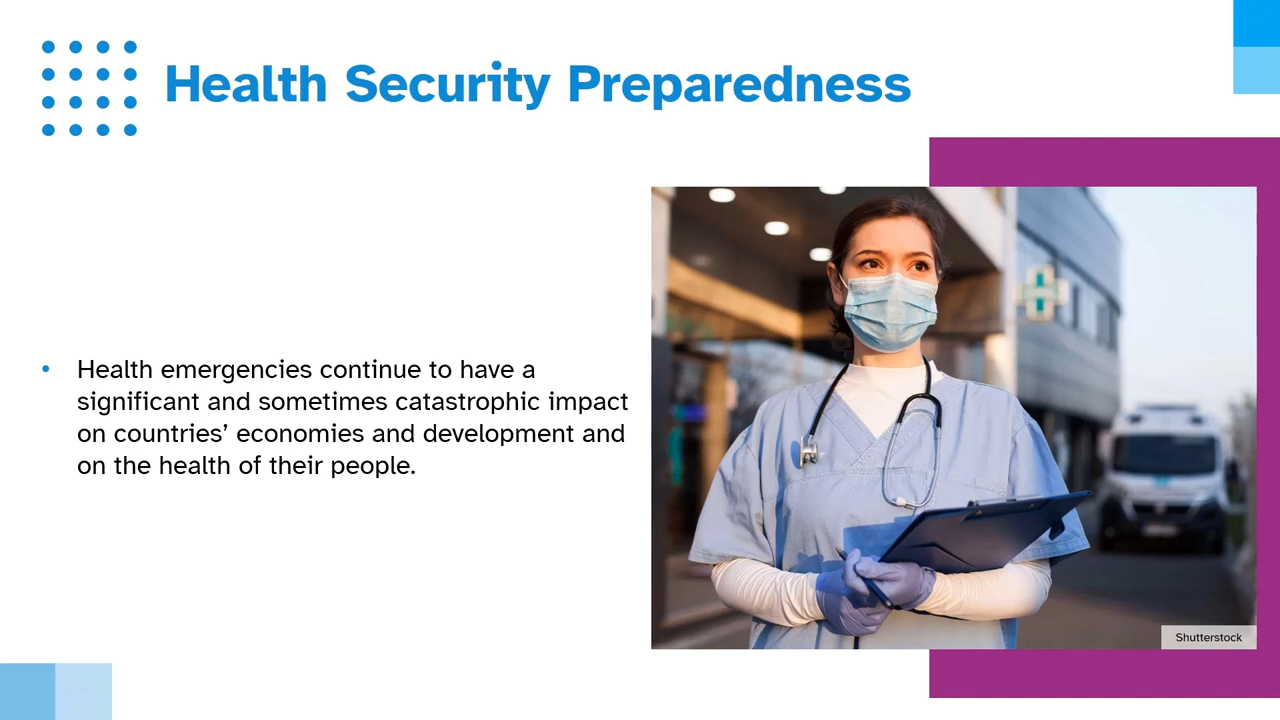 Health Security Preparedness
• Health emergencies continue to have a
significant and sometimes catastrophic impact
on countries’ economies and development and
on the health of their people.
Shutterstock